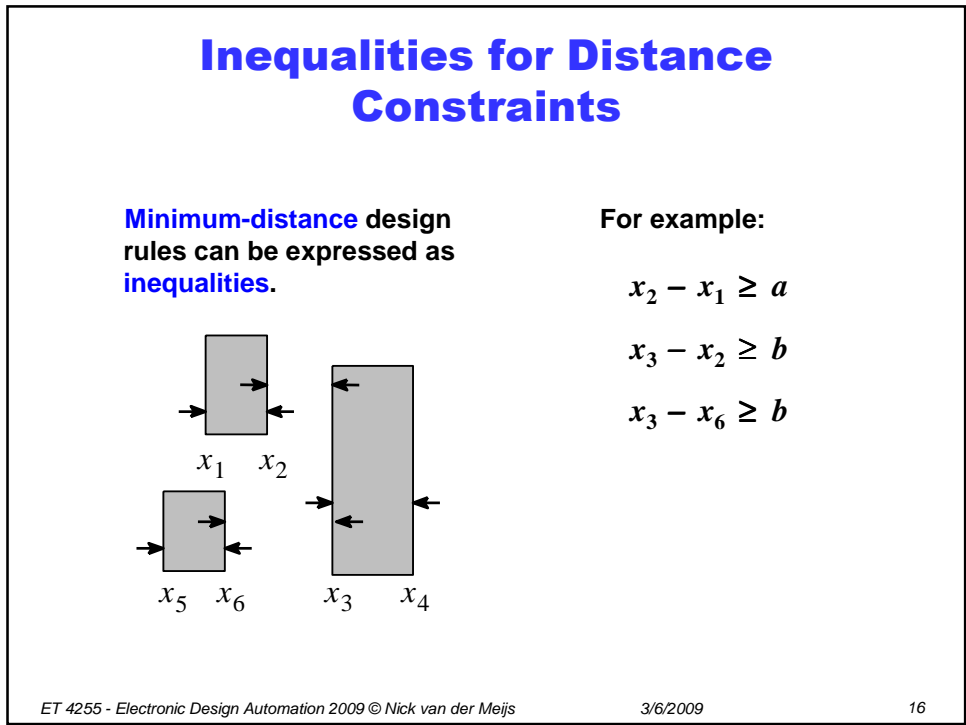 Inequalities for Distance
Constraints
Minimum-distance design
rules can be expressed as
inequalities.
For example:
x₂ − x₁ ≥ a
x₃ − x₂ ≥ b
x₃ − x₆ ≥ b
x₁ x₂
x₅ x₆ x₃ x₄
ET 4255 - Electronic Design Automation 2009 © Nick van der Meijs 3/6/2009 16